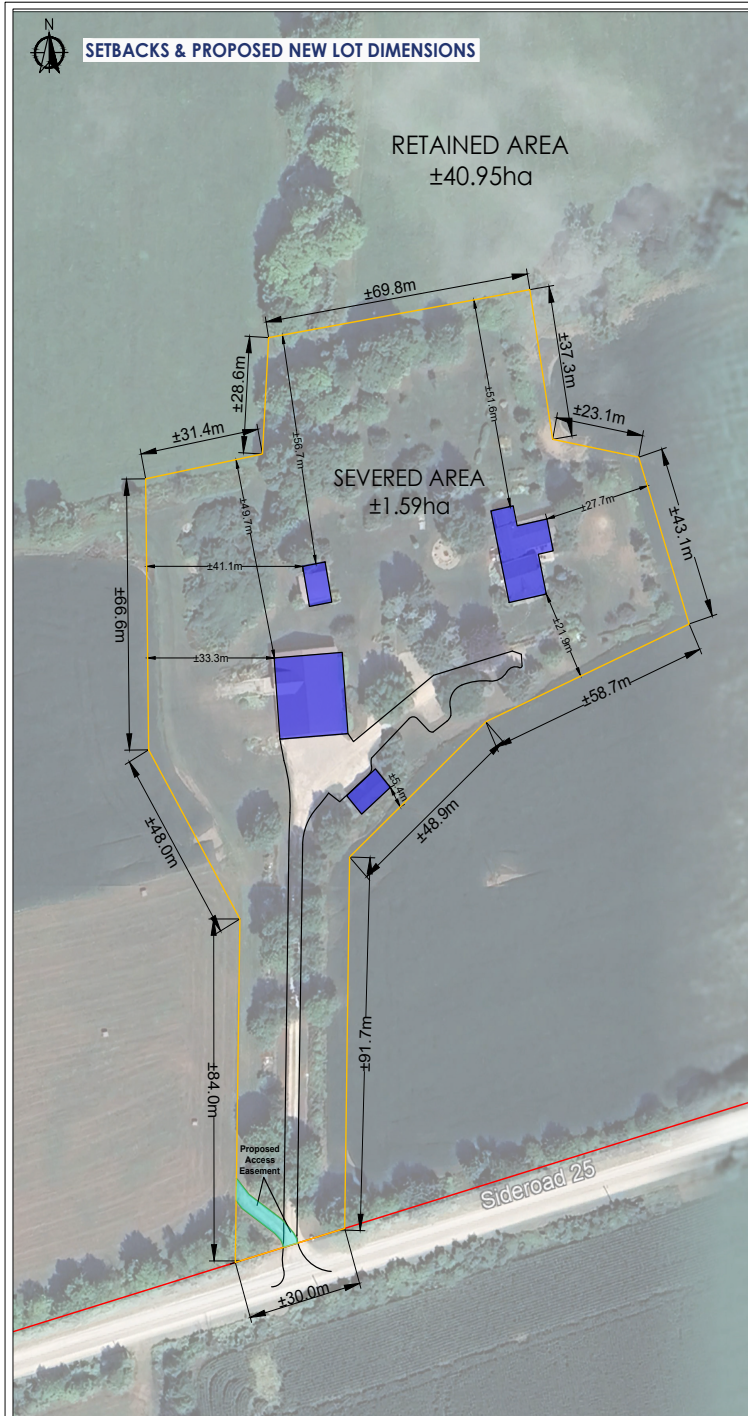 N
SETBACKS & PROPOSED NEW LOT DIMENSIONS
RETAINED AREA
±40.95ha
±69.8m
±37.3m
±28.6m
±23.1m
±31.4m
±56.7m
±51.6m
±49.7m
SEVERED AREA
±1.59ha
±27.7m
±43.1m
±41.1m
±66.6m
±21.9m
±33.3m
±58.7m
±5.4m
±48.9m
±48.0m
±91.7m
±84.0m
Proposed
Access
Easement
Sideroad 25
±30.0m